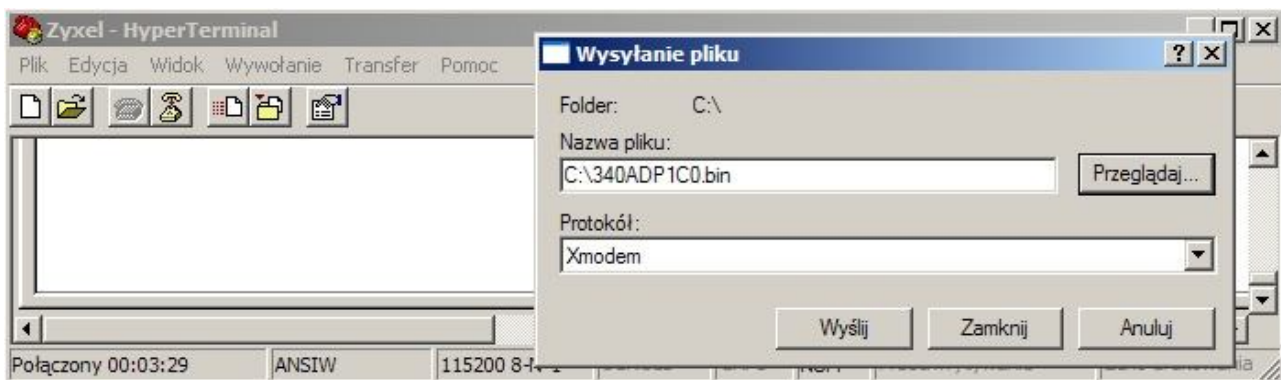 Zyxel - HyperTerminal
Plik Edycja Widok Wywołanie Transfer Pomoc
Wysyłanie pliku
Folder: C:\
Nazwa pliku:
C:\340ADP1C0.bin
Przeglądaj...
Protokół:
Xmodem
Wyślij Zamknij Anuluj
Połączony 00:03:29 ANSIW 115200 8-N-1